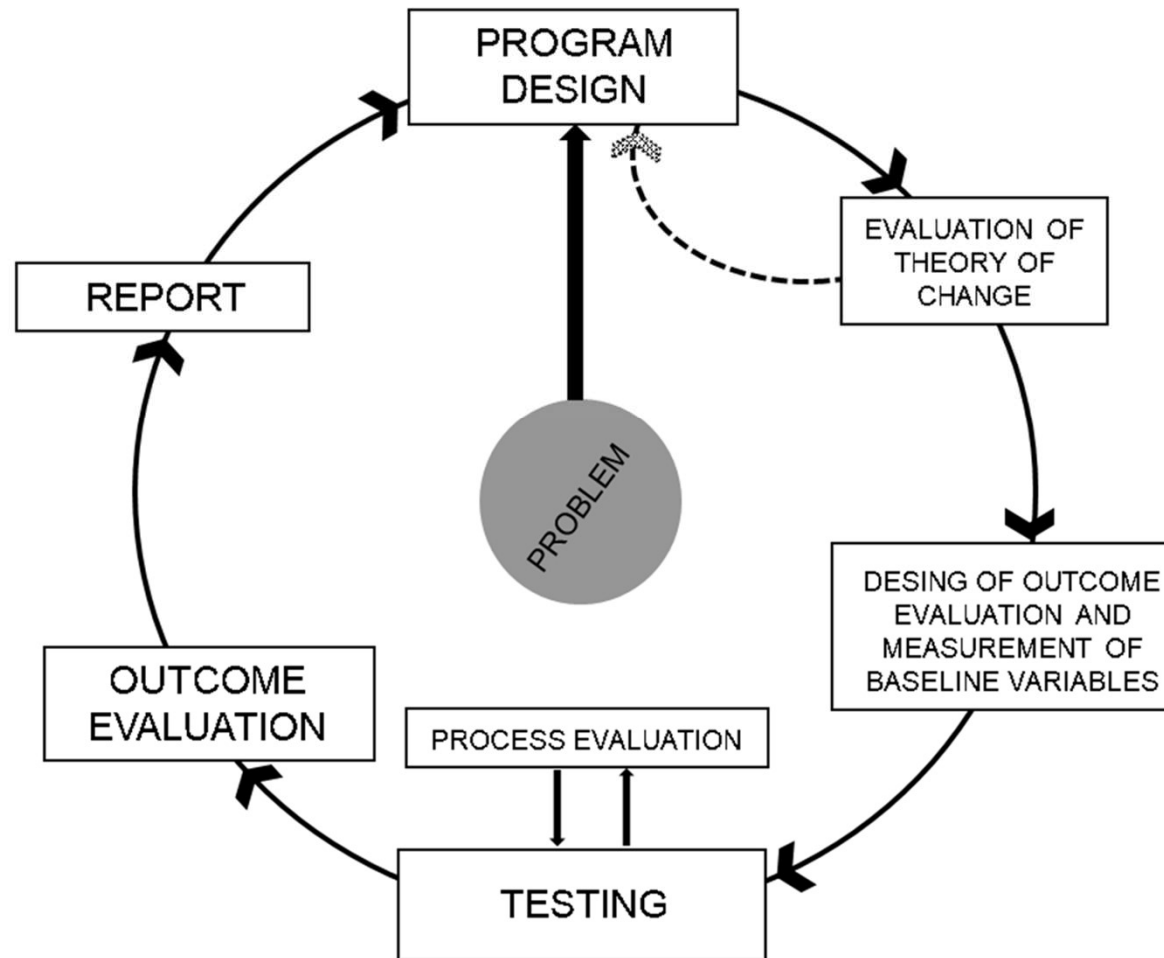 PROGRAM
DESIGN
EVALUATION OF
THEORY OF
CHANGE
REPORT
PROBLEM
DESING OF OUTCOME
EVALUATION AND
MEASUREMENT OF
BASELINE VARIABLES
OUTCOME
EVALUATION
PROCESS EVALUATION
TESTING